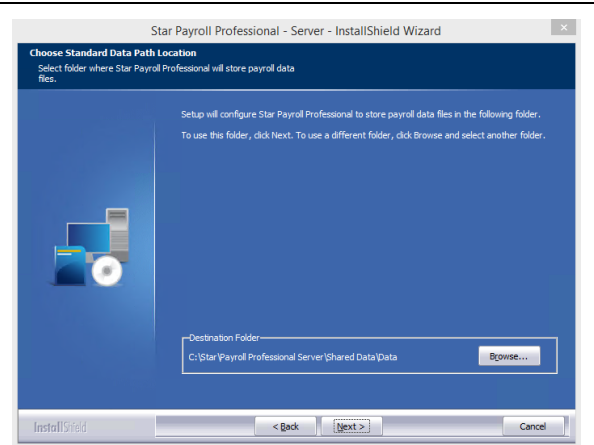 Star Payroll Professional - Server - InstallShield Wizard
Choose Standard Data Path Location
Select folder where Star Payroll Professional will store payroll data
files.
Setup will configure Star Payroll Professional to store payroll data files in the following folder.
To use this folder, click Next. To use a different folder, click Browse and select another folder.
Destination Folder
C:\Star\Payroll Professional Server\Shared Data\Data
Browse...
InstallShield
< Back
Next >
Cancel